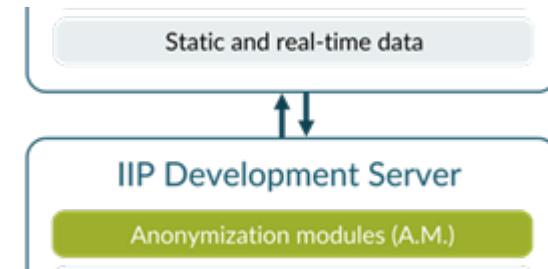 Static and real-time data
IIP Development Server
Anonymization modules (A.M.)